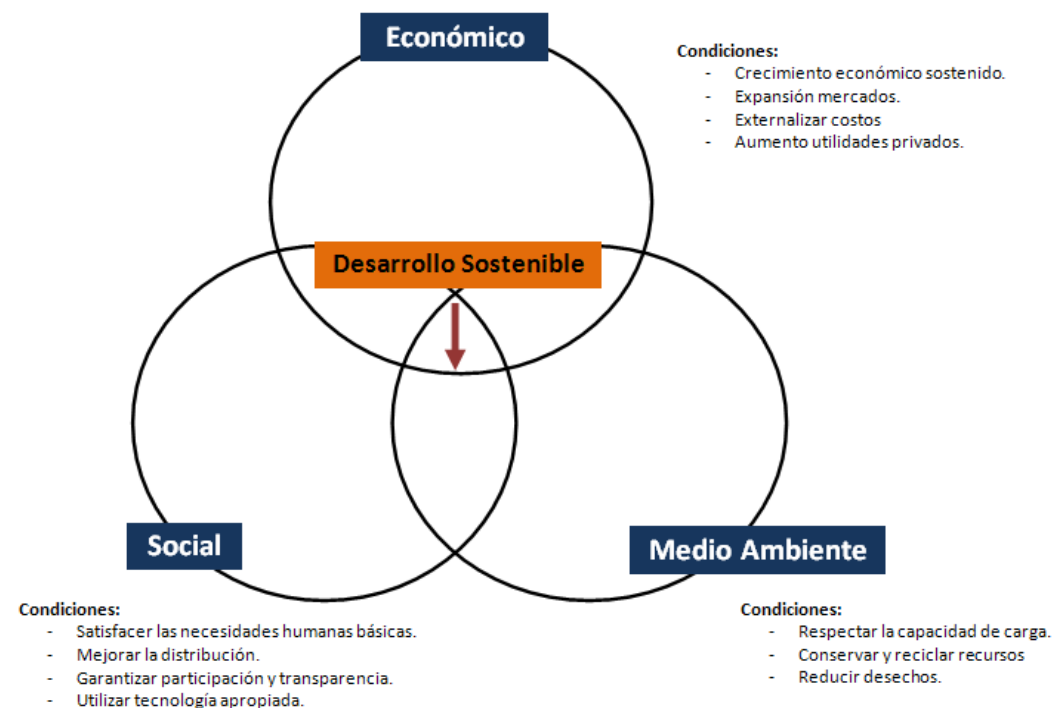 Económico
Condiciones:
- Crecimiento económico sostenido.
- Expansión mercados.
- Externalizar costos
- Aumento utilidades privados.
Desarrollo Sostenible
Social
Medio Ambiente
Condiciones:
- Satisfacer las necesidades humanas básicas.
- Mejorar la distribución.
- Garantizar participación y transparencia.
- Utilizar tecnología apropiada.
Condiciones:
- Respectar la capacidad de carga.
- Conservar y reciclar recursos
- Reducir desechos.